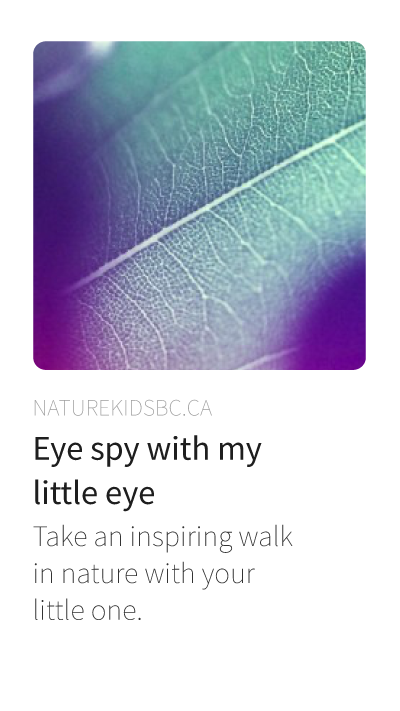 NATUREKIDSBC.CA
Eye spy with my
little eye
Take an inspiring walk
in nature with your
little one.